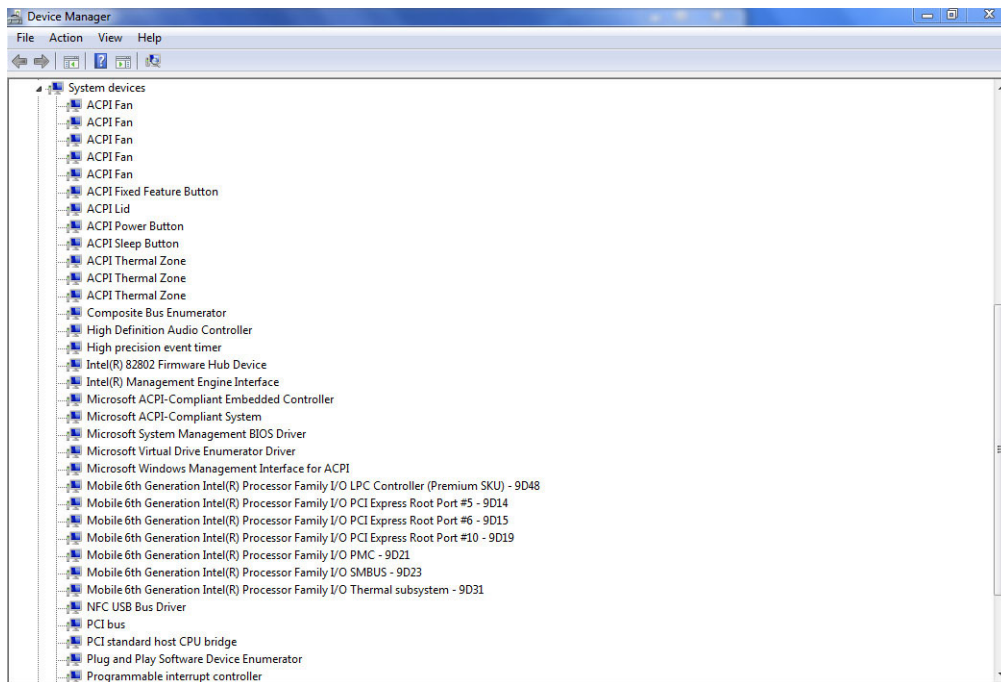 Device Manager
File Action View Help
System devices
ACPI Fan
ACPI Fan
ACPI Fan
ACPI Fan
ACPI Fan
ACPI Fixed Feature Button
ACPI Lid
ACPI Power Button
ACPI Sleep Button
ACPI Thermal Zone
ACPI Thermal Zone
ACPI Thermal Zone
Composite Bus Enumerator
High Definition Audio Controller
High precision event timer
Intel(R) 82802 Firmware Hub Device
Intel(R) Management Engine Interface
Microsoft ACPI-Compliant Embedded Controller
Microsoft ACPI-Compliant System
Microsoft System Management BIOS Driver
Microsoft Virtual Drive Enumerator Driver
Microsoft Windows Management Interface for ACPI
Mobile 6th Generation Intel(R) Processor Family I/O LPC Controller (Premium SKU) - 9D48
Mobile 6th Generation Intel(R) Processor Family I/O PCI Express Root Port #5 - 9D14
Mobile 6th Generation Intel(R) Processor Family I/O PCI Express Root Port #6 - 9D15
Mobile 6th Generation Intel(R) Processor Family I/O PCI Express Root Port #10 - 9D19
Mobile 6th Generation Intel(R) Processor Family I/O PMC - 9D21
Mobile 6th Generation Intel(R) Processor Family I/O SMBUS - 9D23
Mobile 6th Generation Intel(R) Processor Family I/O Thermal subsystem - 9D31
NFC USB Bus Driver
PCI bus
PCI standard host CPU bridge
Plug and Play Software Device Enumerator
Programmable interrupt controller